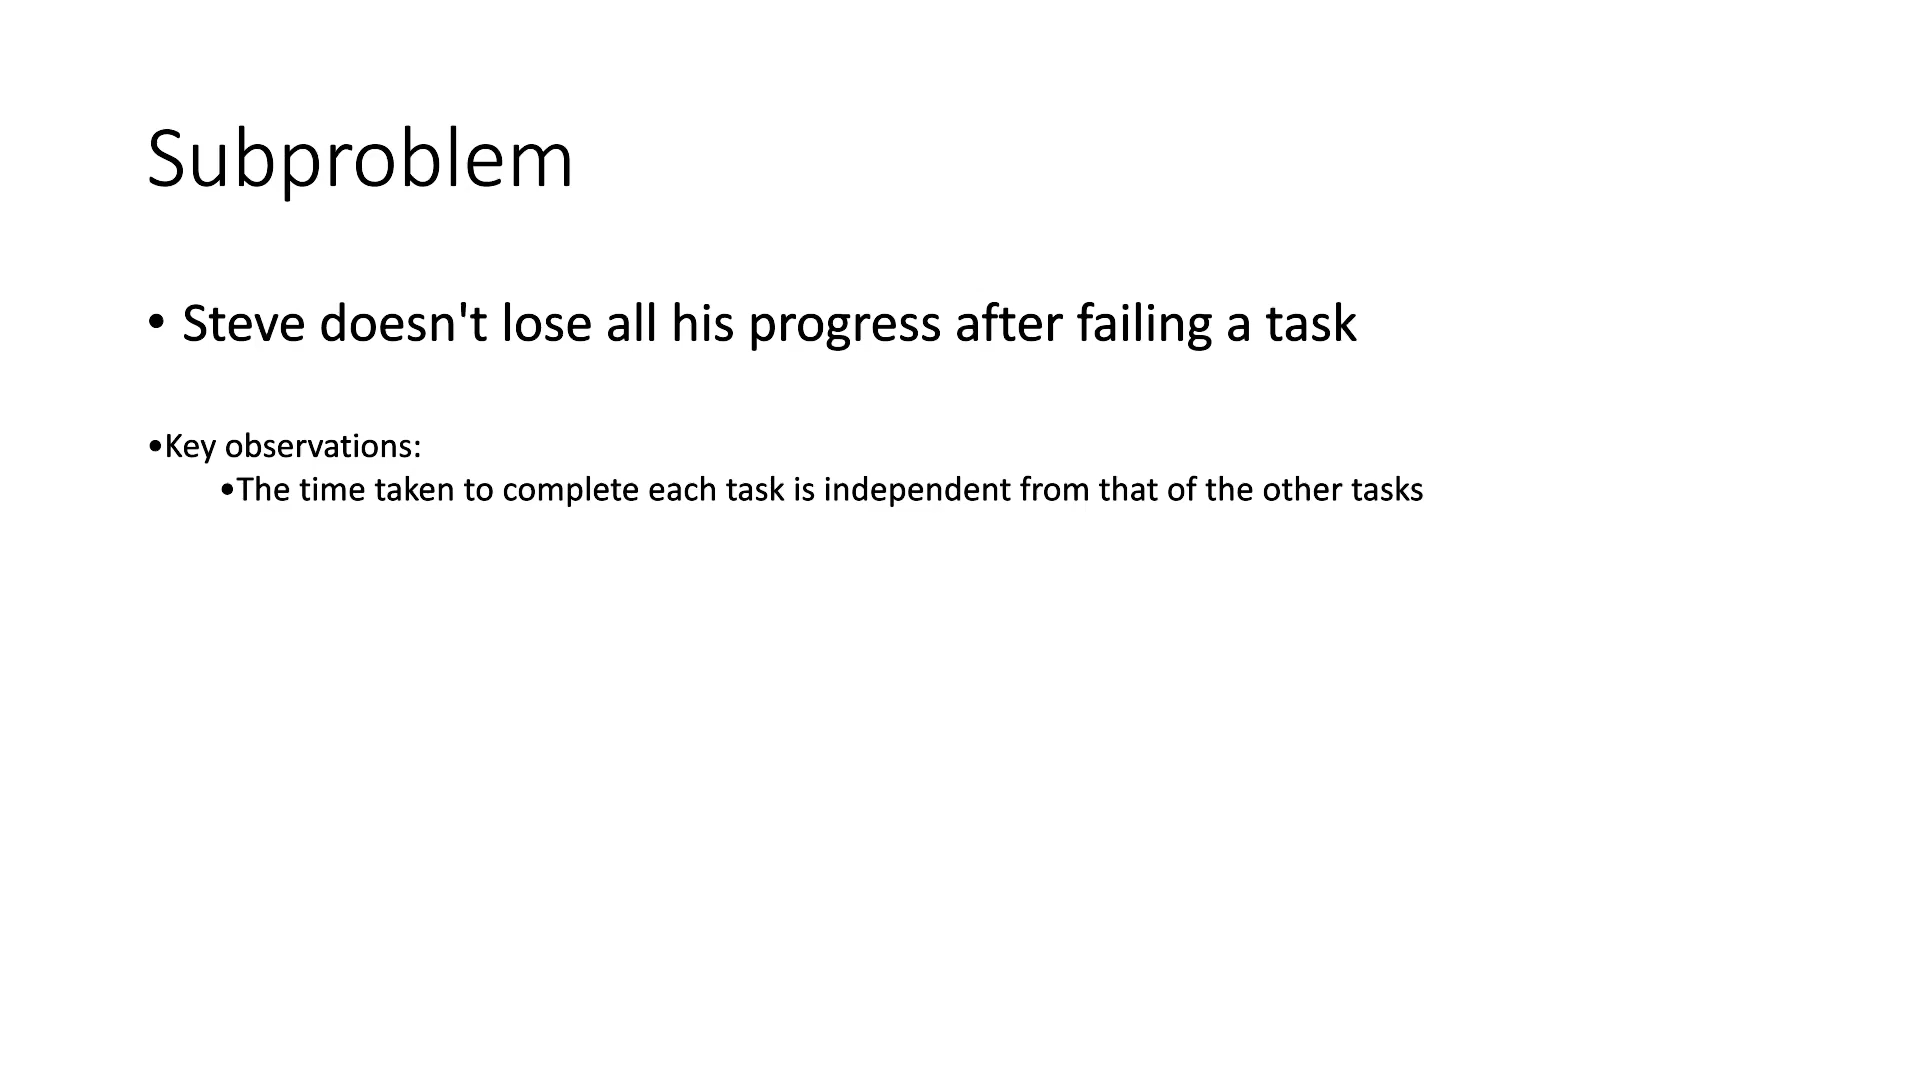 Subproblem
• Steve doesn't lose all his progress after failing a task
•Key observations:
•The time taken to complete each task is independent from that of the other tasks